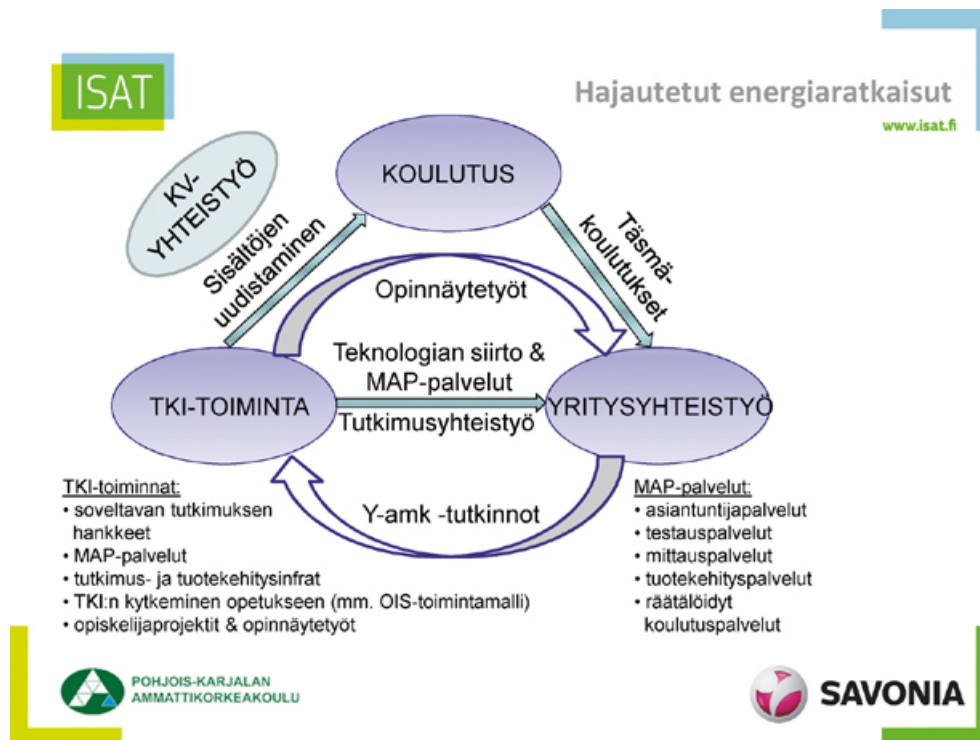 ISAT
Hajautetut energiaratkaisut
www.isat.fi
KV-
YHTEISTYÖ
KOULUTUS
Sisältöjen
uudistaminen
Täsmä-
koulutukset
Opinnäytetyöt
Teknologian siirto &
MAP-palvelut
TKI-TOIMINTA
YRITYSYHTEISTYÖ
Tutkimusyhteistyö
Y-amk -tutkinnot
TKI-toiminnat:
• soveltavan tutkimuksen
hankkeet
• MAP-palvelut
• tutkimus- ja tuotekehitysinfrat
• TKI:n kytkeminen opetukseen (mm. OIS-toimintamalli)
• opiskelijaprojektit & opinnäytetyöt
MAP-palvelut:
• asiantuntijapalvelut
• testauspalvelut
• mittauspalvelut
• tuotekehityspalvelut
• räätälöidyt
koulutuspalvelut
POHJOIS-KARJALAN
AMMATTIKORKEAKOULU
SAVONIA